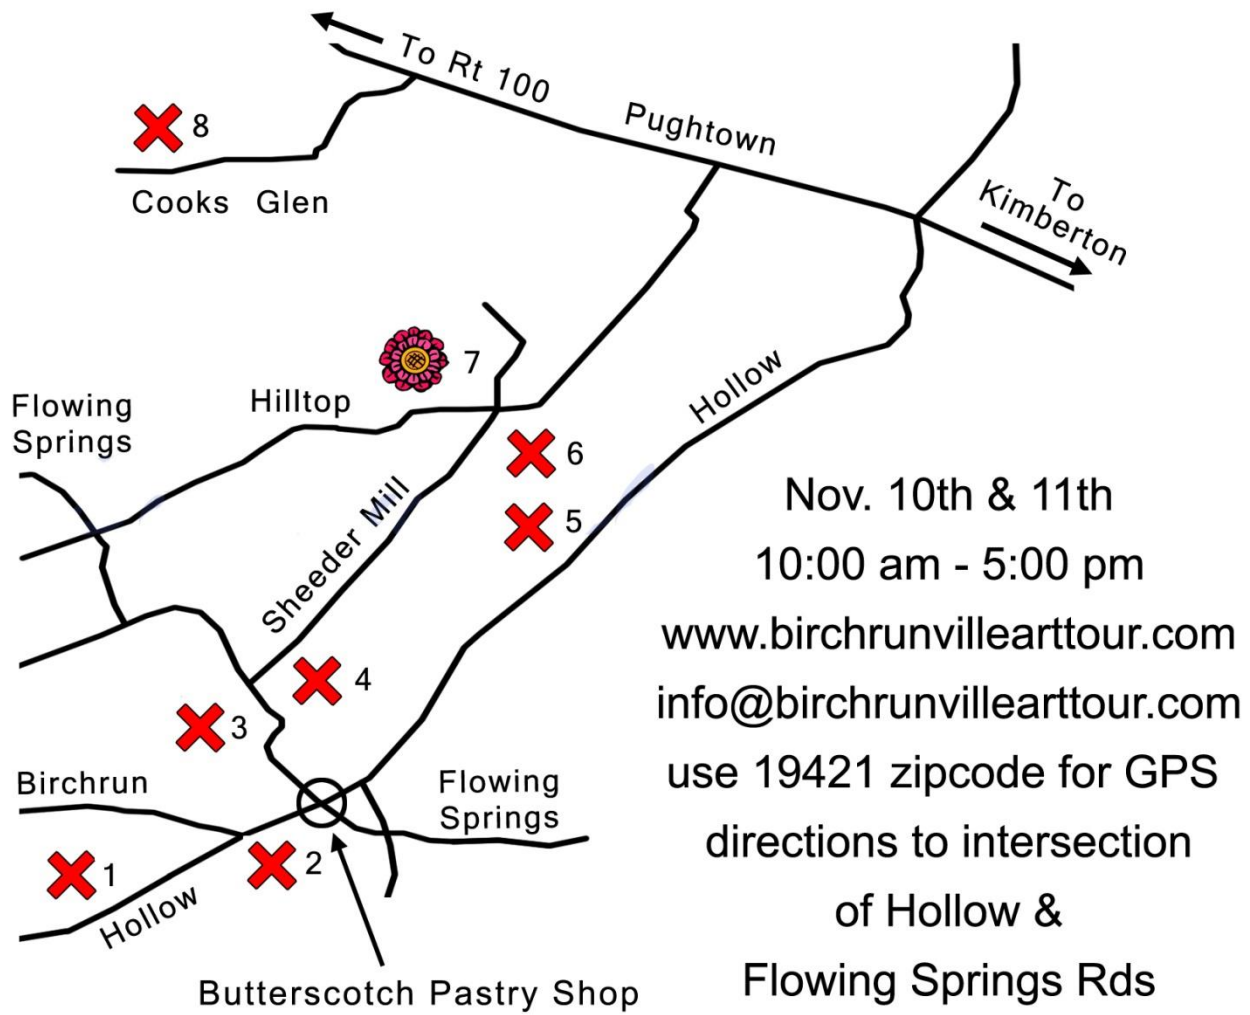 To Rt 100
Pughtown
8
Cooks Glen
To
Kimberton
7
Hilltop
Hollow
Flowing
Springs
6
5
Sheeder Mill
4
3
Birchrun
Flowing
Springs
1
2
Hollow
Butterscotch Pastry Shop
Nov. 10th & 11th
10:00 am - 5:00 pm
www.birchrunvillearttour.com
info@birchrunvillearttour.com
use 19421 zipcode for GPS
directions to intersection
of Hollow &
Flowing Springs Rds